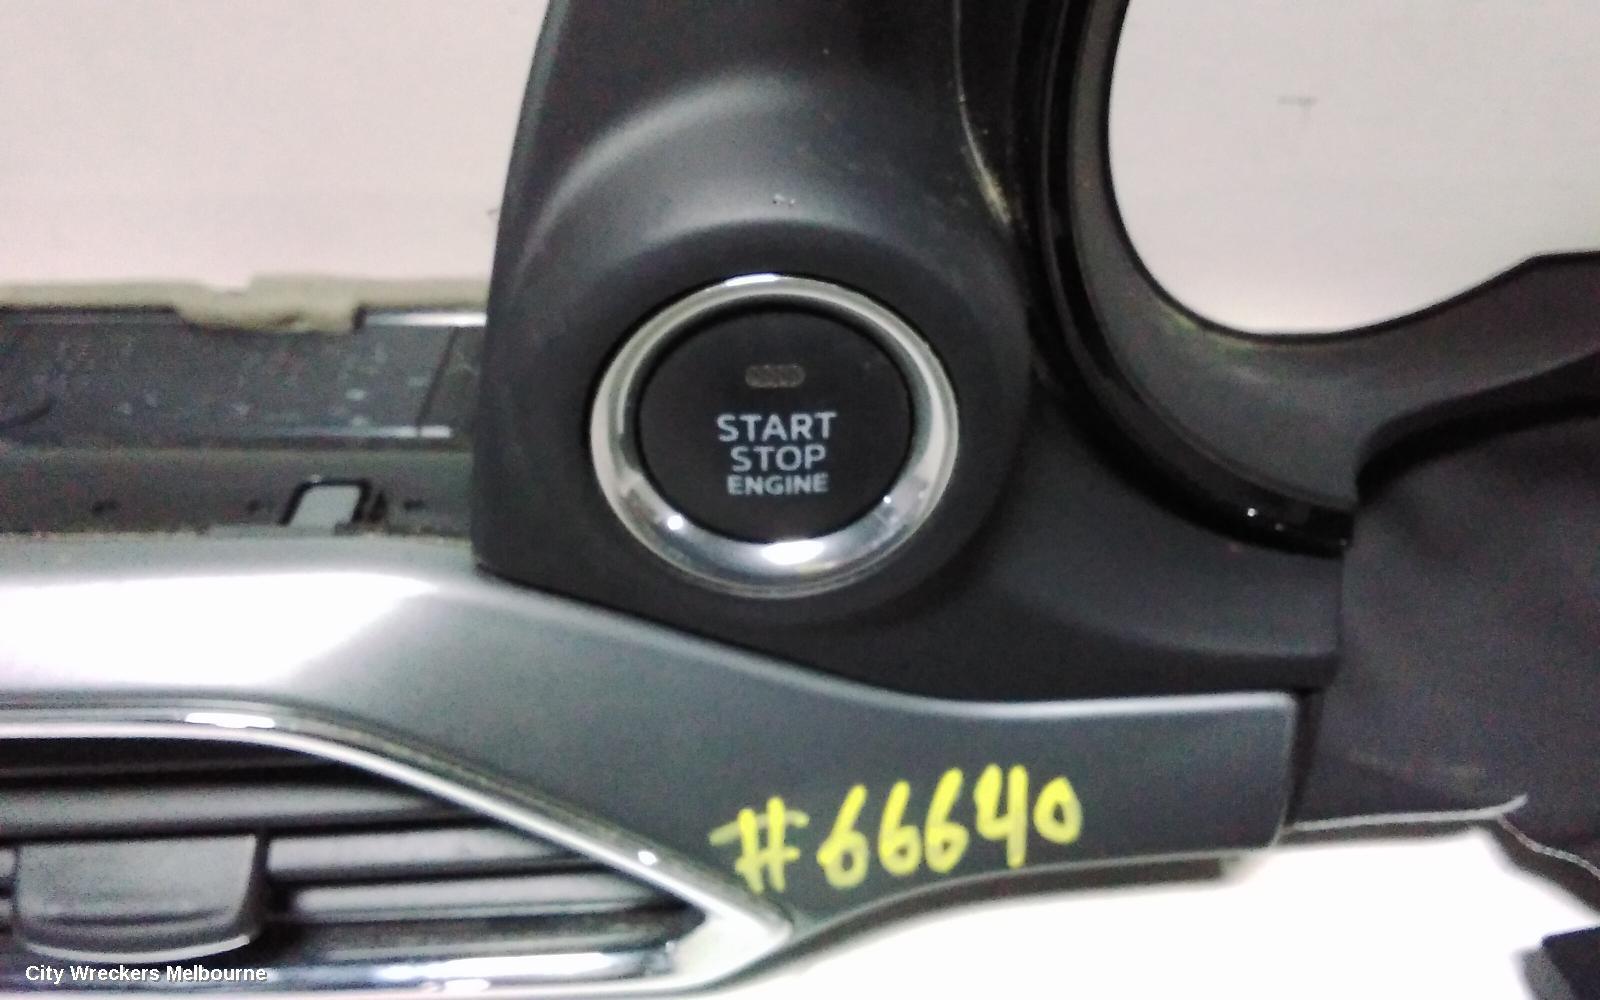 START
STOP
ENGINE
#66640
City Wreckers Melbourne